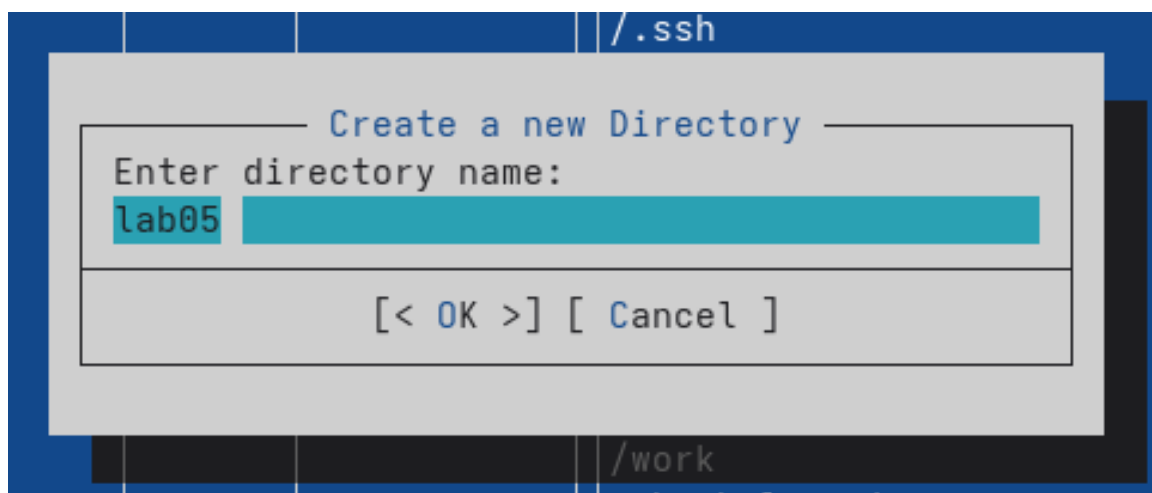 /.ssh
Create a new Directory
Enter directory name:
lab05
[< OK >] [ Cancel ]
/work